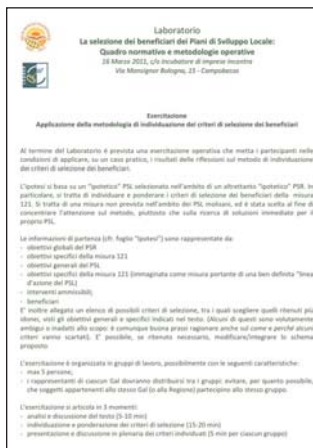 Laboratorio
La selezione dei beneficiari dei Piani di Sviluppo Locale:
Quadro normativo e metodologie operative
16 Marzo 2011, c/o Incubatore di imprese Incontra
Via Monsignor Bologna, 15 - Campobasso
Esercitazione
Applicazione della metodologia di individuazione dei criteri di selezione dei beneficiari
Al termine del Laboratorio è prevista una esercitazione operativa che metta i partecipanti nelle
condizioni di applicare, su un caso pratico, i risultati delle riflessioni sul metodo di individuazione
dei criteri di selezione dei beneficiari.
L'ipotesi si basa su un "ipotetico" PSL selezionato nell'ambito di un altrettanto "ipotetico" PSR. In
particolare, si tratta di individuare e ponderare i criteri di selezione dei beneficiari della misura
121. Si tratta di una misura non prevista nell'ambito dei PSL molisani, ed è stata scelta al fine di
concentrare l'attenzione sul metodo, piuttosto che sulla ricerca di soluzioni immediate per il
proprio PSL.
Le informazioni di partenza (cfr. foglio "Ipotesi") sono rappresentate da:
- obiettivi globali del PSR
- obiettivi specifici della misura 121
- obiettivi generali del PSL
- obiettivi specifici della misura 121 (immaginata come misura portante di una ben definita "linea
d'azione del PSL)
- interventi ammissibili;
- beneficiari
E' inoltre allegato un elenco di possibili criteri di selezione, tra i quali scegliere quelli ritenuti più
idonei, visti gli obiettivi generali e specifici indicati nel testo. (Alcuni di questi sono volutamente
ambigui o inadatti allo scopo: è comunque buona prassi ragionare anche sul come e perché alcuni
criteri vanno scartati). E' possibile, se ritenuto necessario, modificare/integrare lo schema
proposto.
L'esercitazione è organizzata in gruppi di lavoro, possibilmente con le seguenti caratteristiche:
- max 5 persone;
- i rappresentanti di ciascun Gal dovranno distribuirsi tra i gruppi evitare, per quanto possibile,
che soggetti appartenenti allo stesso Gal (o alla Regione) partecipino allo stesso gruppo.
L'esercitazione si articola in 3 momenti:
- analisi e discussione del testo (5-10 min)
- individuazione e ponderazione dei criteri di selezione (15-20 min)
- presentazione e discussione in plenaria dei criteri individuati (5 min per ciascun gruppo)